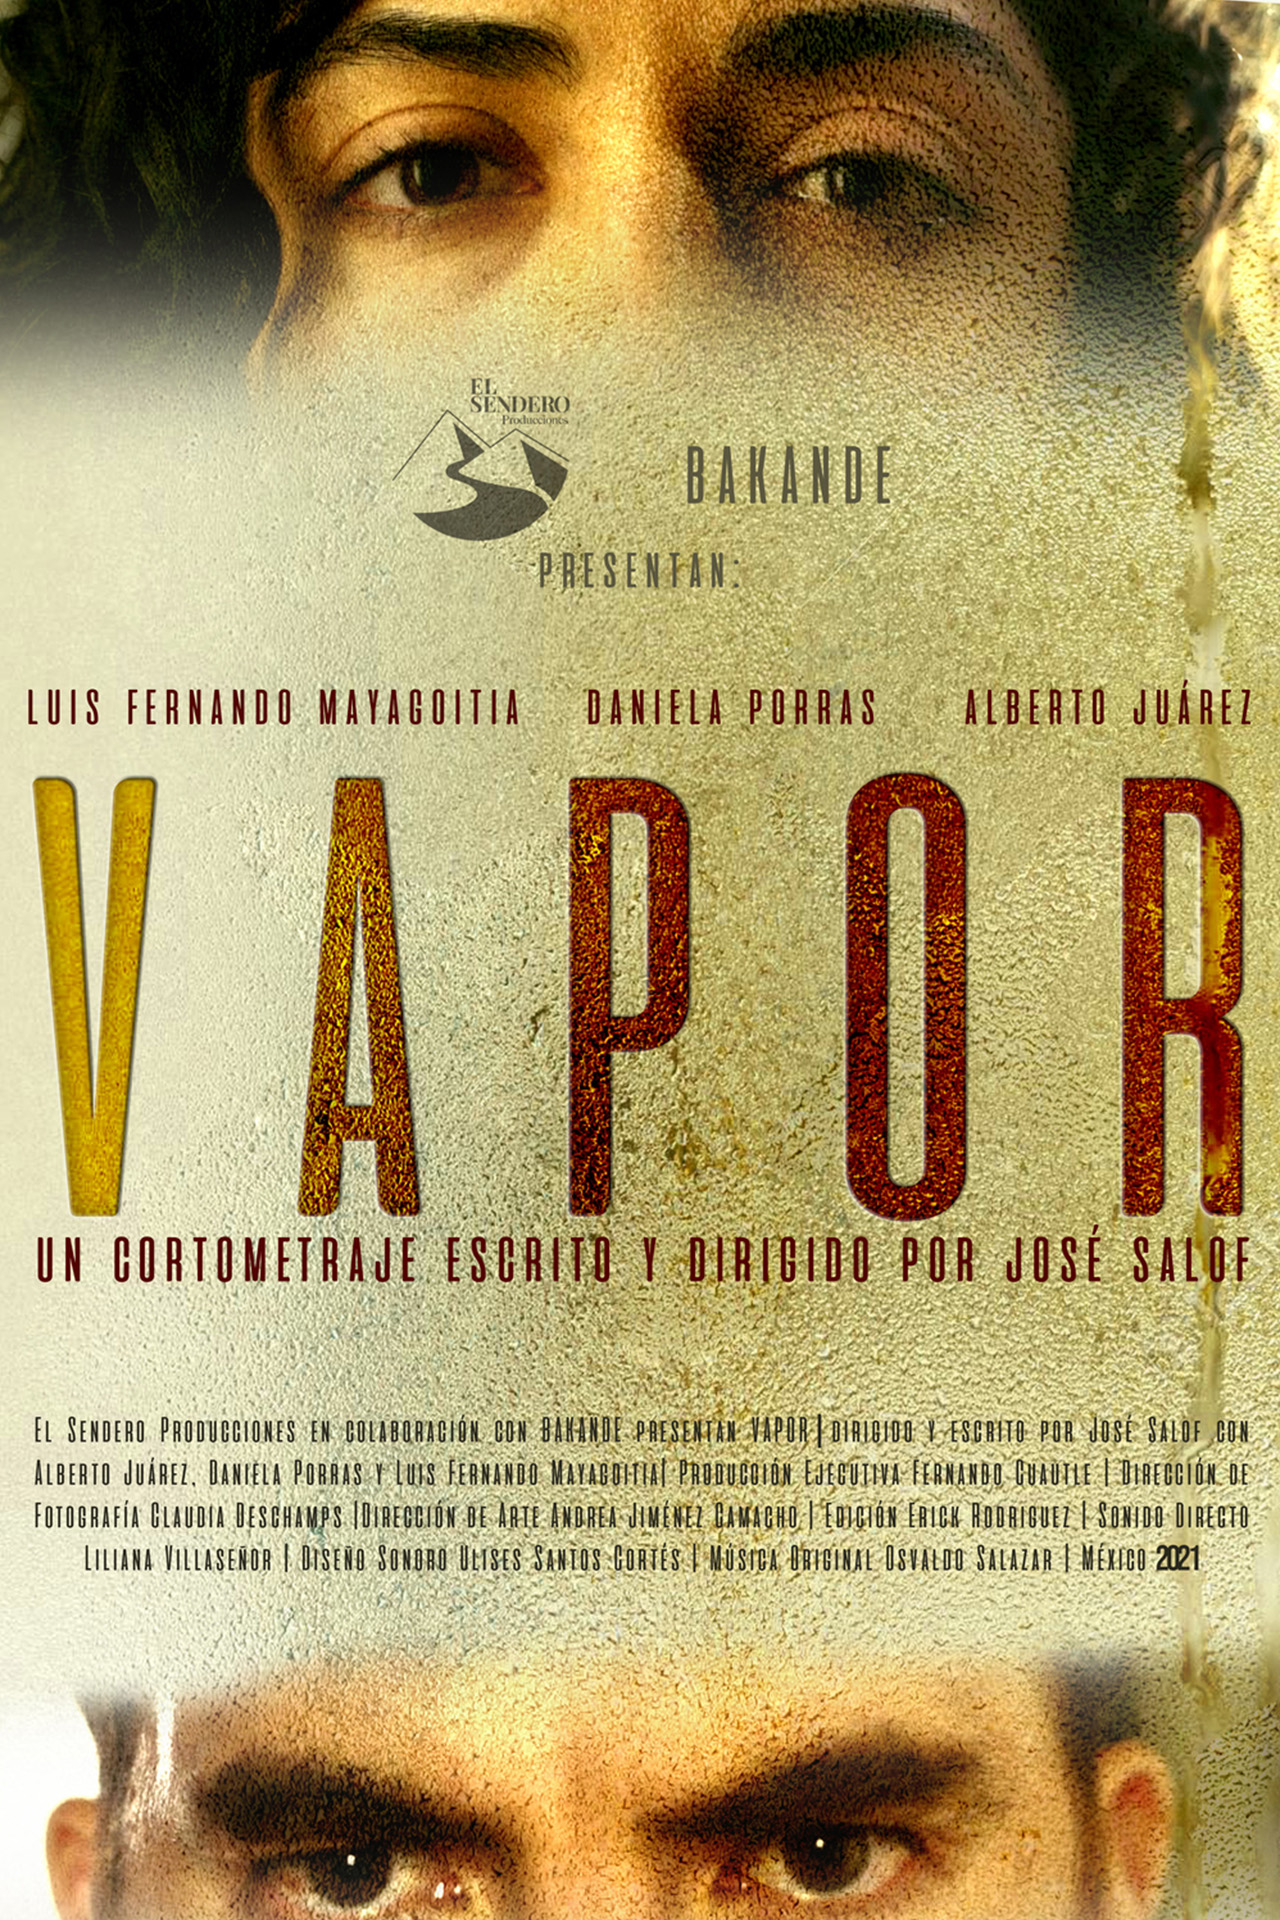 EL
SENDERO
Producciones
BAKANDE
PRESENTAN:
LUIS FERNANDO MAYAGOITIA DANIELA PORRAS ALBERTO JUÁREZ
VAPOR
UN CORTOMETRAJE ESCRITO Y DIRIGIDO POR JOSÉ SALOF
El Sendero Producciones en colaboración con BAKANDE presentan VAPOR | dirigido y escrito por José Salof con
Alberto Juárez, Daniela Porras y Luis Fernando Mayagoitia| Producción Ejecutiva Fernando Cuautle | Dirección de
Fotografía Claudia Deschamps |Dirección de Arte Andrea Jiménez Camacho | Edición Erick Rodriguez | Sonido Directo
Liliana Villaseñor | Diseño Sonoro Ulises Santos Cortés | Música Original Osvaldo Salazar | México 2021